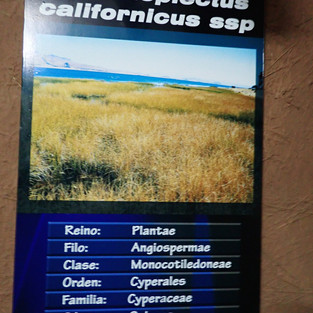 californicus ssp
Reino: Plantae
Filo: Angiospermae
Clase: Monocotiledoneae
Orden: Cyperales
Familia: Cyperaceae